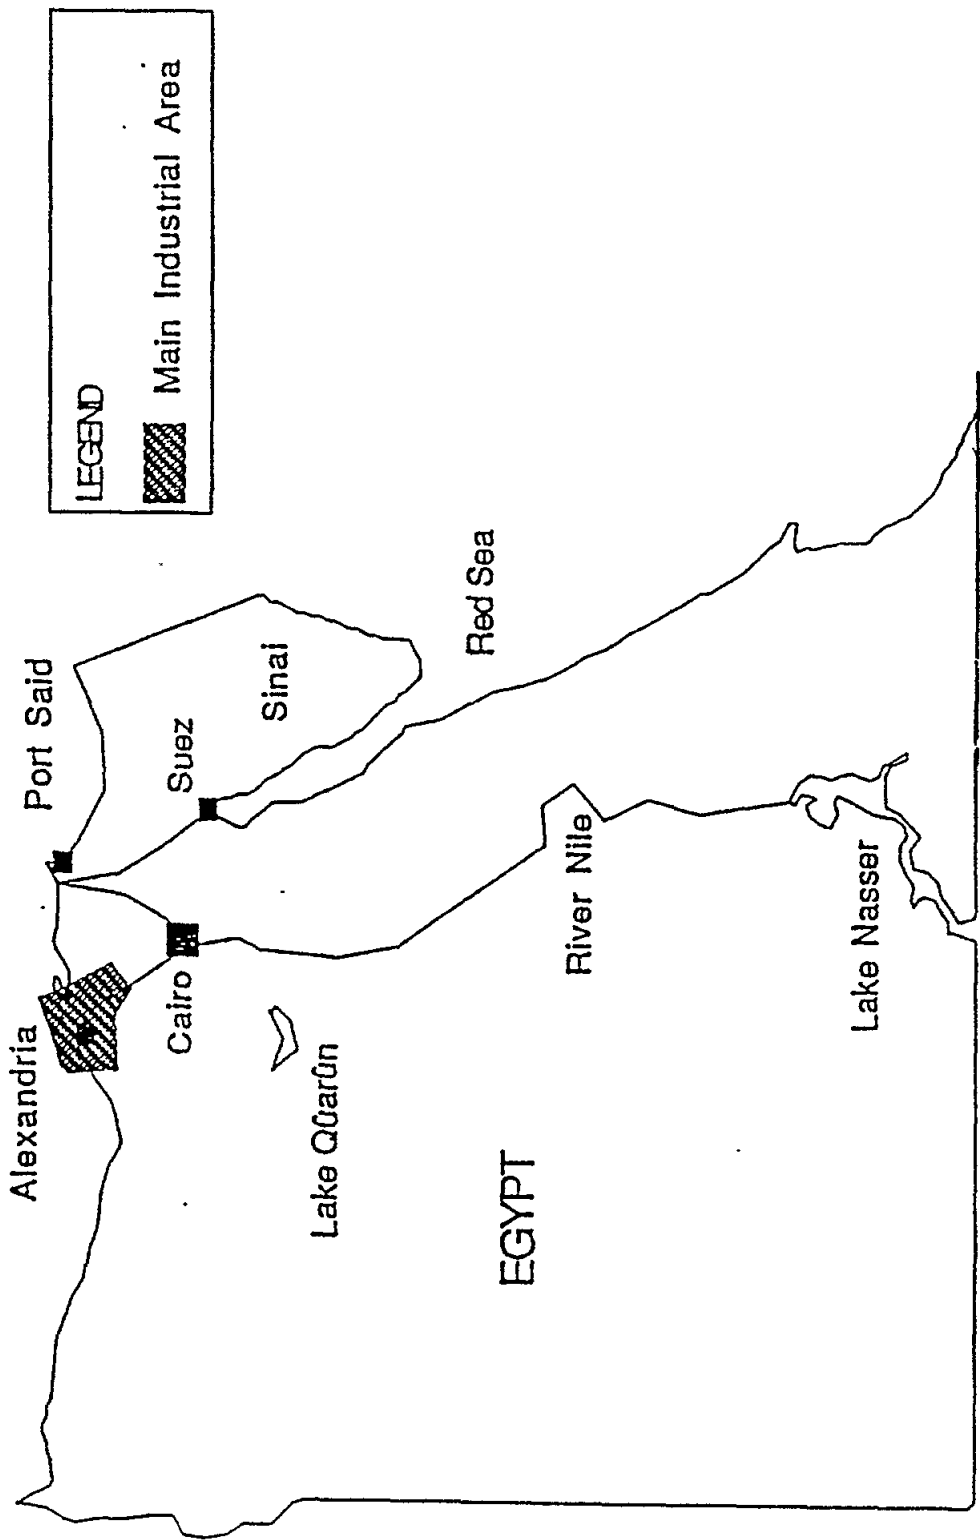 LEGEND
Main Industrial Area
Port Said
Alexandria
Suez
Cairo
Sinai
Lake Qûarûn
Red Sea
EGYPT
River Nile
Lake Nasser